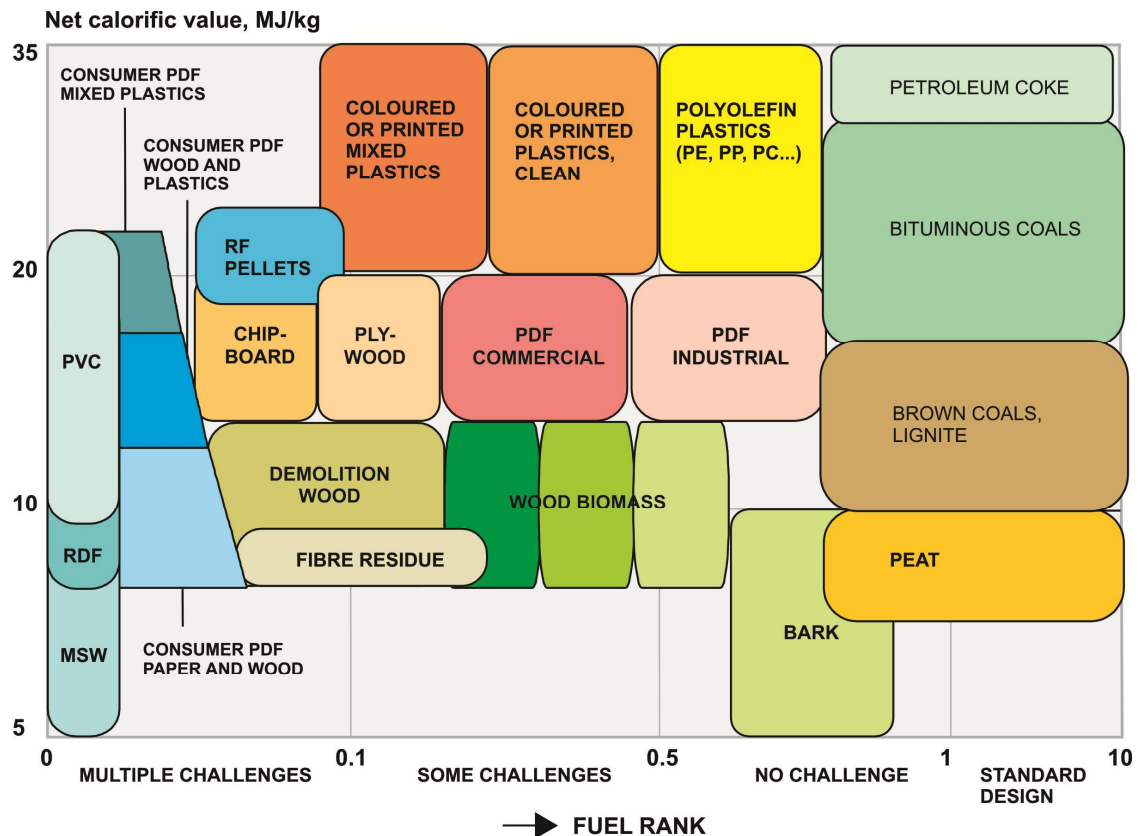 Net calorific value, MJ/kg
35
20
10
5
CONSUMER PDF
MIXED PLASTICS
CONSUMER PDF
WOOD AND
PLASTICS
COLOURED
OR PRINTED
MIXED
PLASTICS
COLOURED
OR PRINTED
PLASTICS,
CLEAN
POLYOLEFIN
PLASTICS
(PE, PP, PC...)
PETROLEUM COKE
BITUMINOUS COALS
RF
PELLETS
PVC
CHIP-
BOARD
PLY-
WOOD
PDF
COMMERCIAL
PDF
INDUSTRIAL
BROWN COALS,
LIGNITE
DEMOLITION
WOOD
WOOD BIOMASS
RDF
FIBRE RESIDUE
PEAT
MSW
CONSUMER PDF
PAPER AND WOOD
BARK
0
0.1
0.5
1
10
MULTIPLE CHALLENGES
SOME CHALLENGES
NO CHALLENGE
STANDARD
DESIGN
FUEL RANK